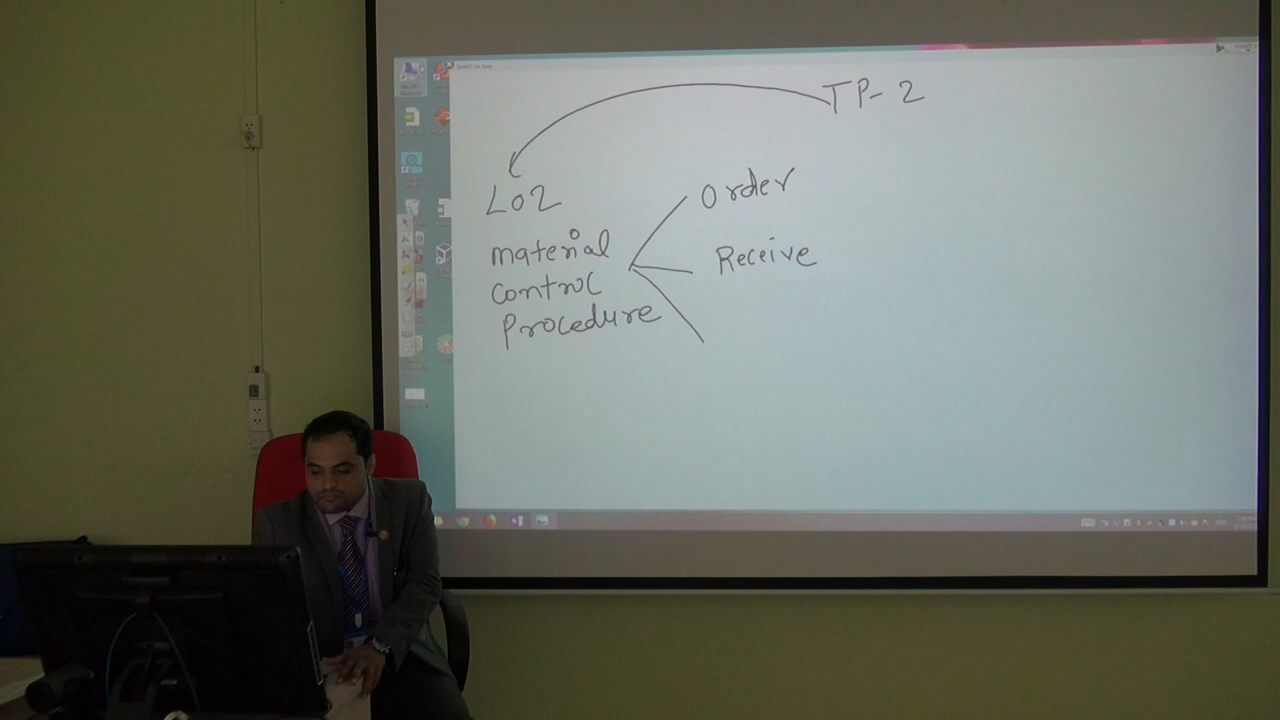 TP-2
LO2
Order
material
control
Procedure
Receive